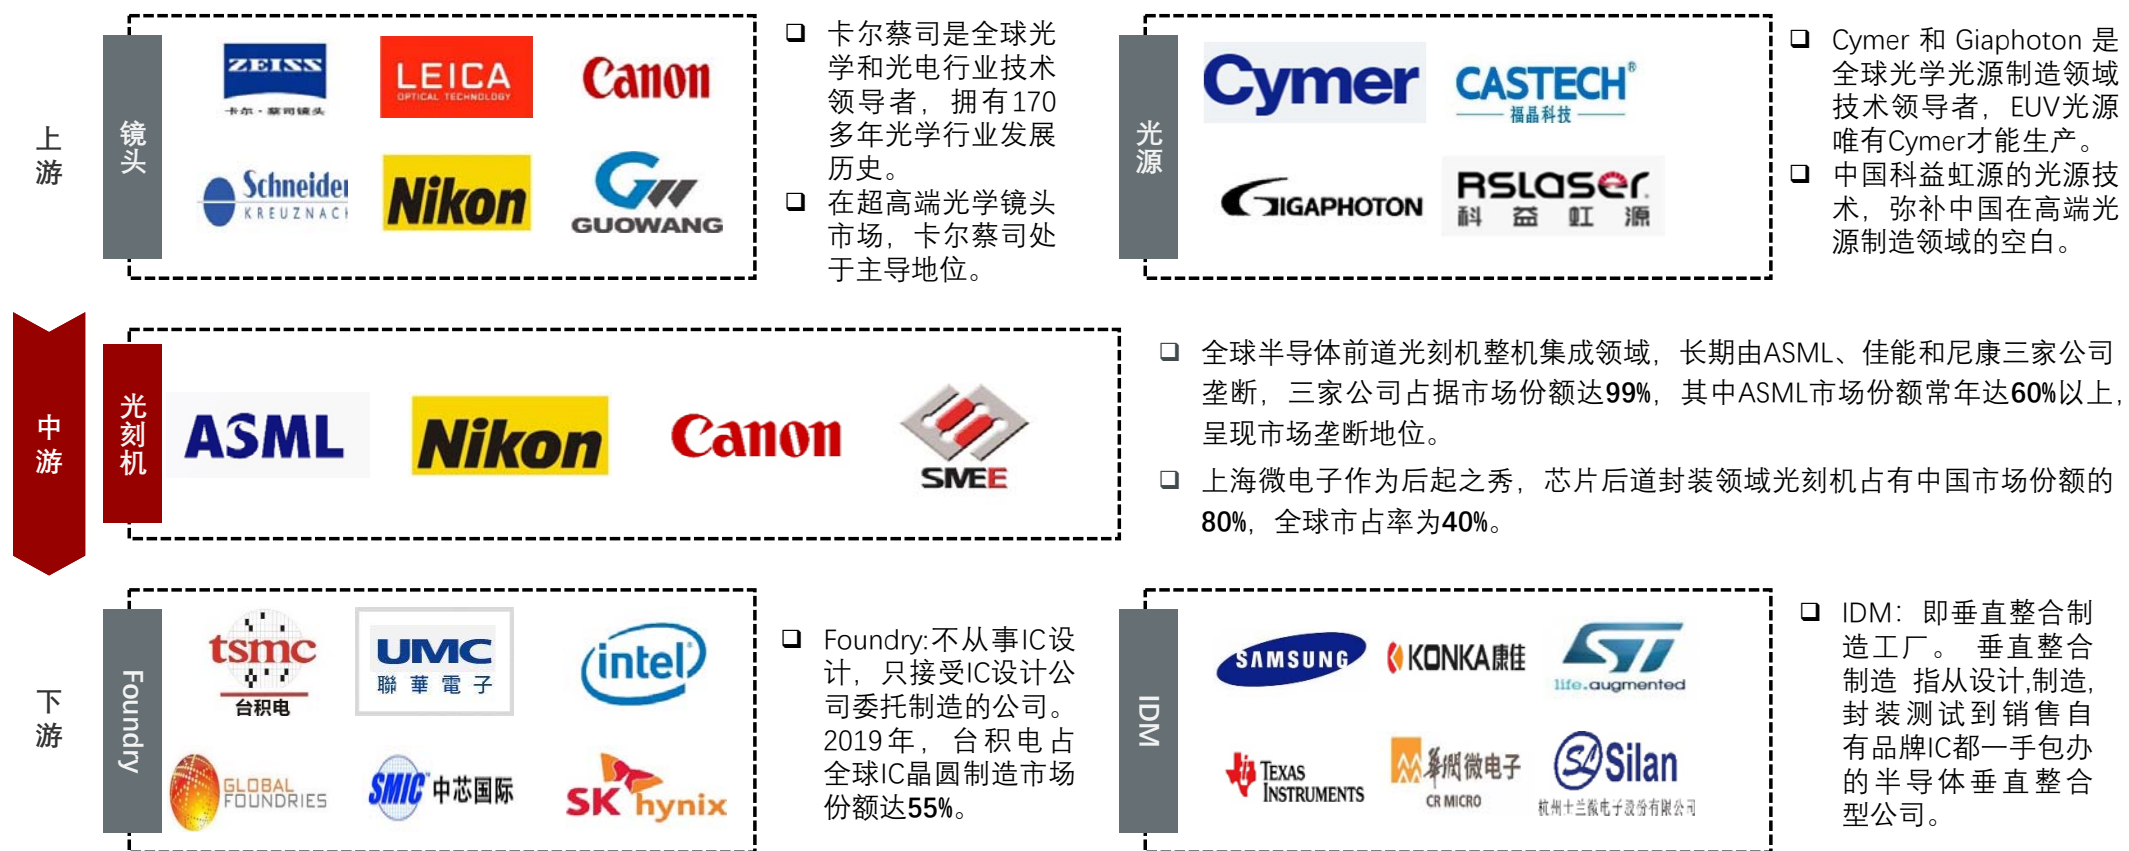 上
游
镜
头
ZEISS
卡尔·蔡司镜头
LEICA
OPTICAL TECHNOLOGY
Canon
Schneider
KREUZNACH
Nikon
GUOWANG
❑ 卡尔蔡司是全球光
学和光电行业技术
领导者，拥有170
多年光学行业发展
历史。
❑ 在超高端光学镜头
市场，卡尔蔡司处
于主导地位。
光
源
Cymer
CASTECH®
福晶科技
GIGAPHOTON
RSLaser
科益虹源
❑ Cymer 和 Giaphoton 是
全球光学光源制造领域
技术领导者，EUV光源
唯有Cymer才能生产。
❑ 中国科益虹源的光源技
术，弥补中国在高端光
源制造领域的空白。
中
游
光
刻
机
ASML
Nikon
Canon
SMEE
❑ 全球半导体前道光刻机整机集成领域，长期由ASML、佳能和尼康三家公司
垄断，三家公司占据市场份额达99%，其中ASML市场份额常年达60%以上，
呈现市场垄断地位。
❑ 上海微电子作为后起之秀，芯片后道封装领域光刻机占有中国市场份额的
80%，全球市占率为40%。
下
游
Foundry
tsmc
台积电
UMC
聯華電子
intel
GLOBAL
FOUNDRIES
SMIC 中芯国际
SK hynix
❑ Foundry:不从事IC设
计，只接受IC设计公
司委托制造的公司。
2019年，台积电占
全球IC晶圆制造市场
份额达55%。
IDM
SAMSUNG
KONKA康佳
ST
life.augmented
TEXAS
INSTRUMENTS
華潤微电子
CR MICRO
Silan
杭州士兰微电子股份有限公司
❑ IDM：即垂直整合制
造工厂。 垂直整合
制造 指从设计,制造,
封装测试到销售自
有品牌IC都一手包办
的半导体垂直整合
型公司。